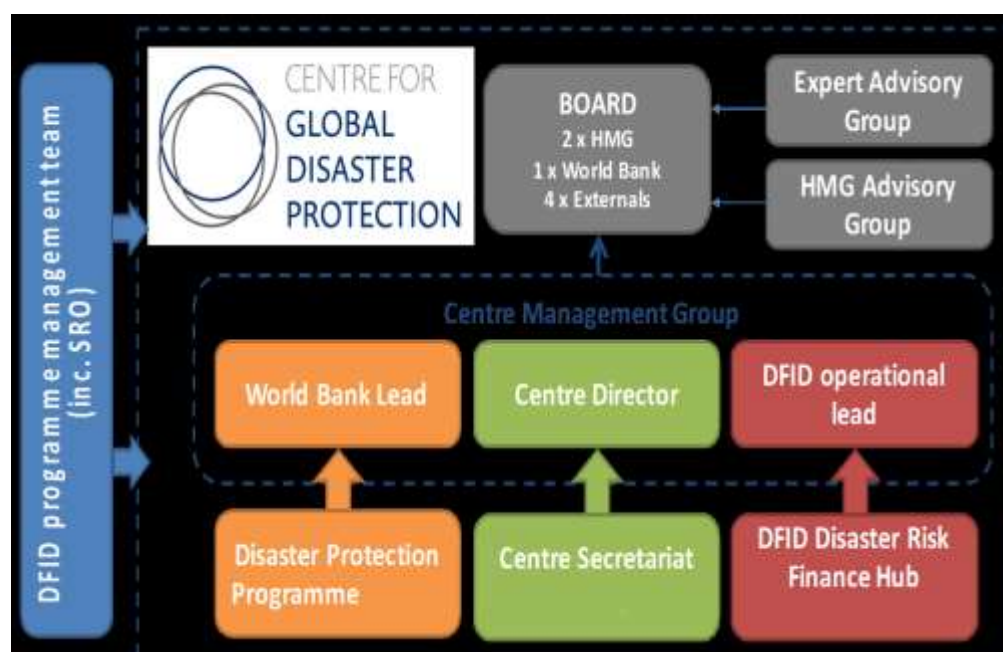 DFID programme management team
(inc. SRO)
CENTRE FOR
GLOBAL
DISASTER
PROTECTION
BOARD
2 x HMG
1 x World Bank
4 x Externals
Expert Advisory
Group
HMG Advisory
Group
Centre Management Group
World Bank Lead
Centre Director
DFID operational
lead
Disaster Protection
Programme
Centre Secretariat
DFID Disaster Risk
Finance Hub